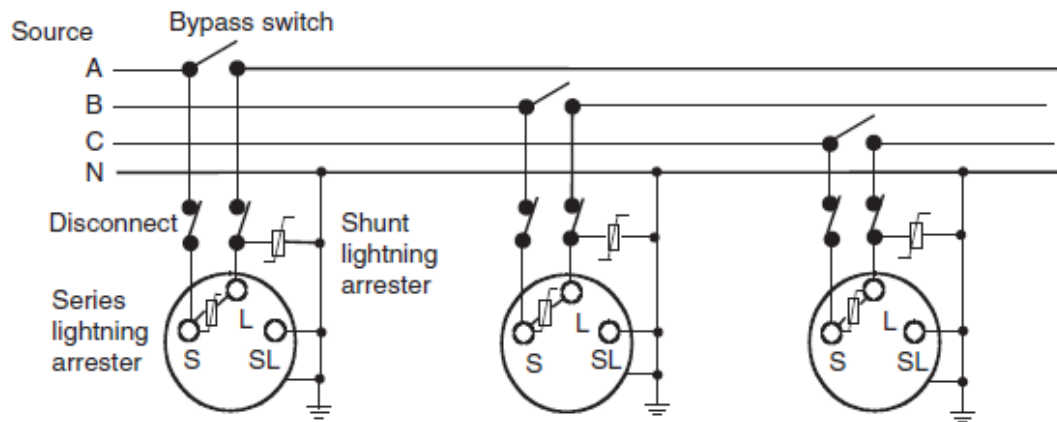 Bypass switch
Source
A
B
C
N
Disconnect
Shunt
lightning
arrester
Series
lightning
arrester
L
S
SL
L
S
SL
L
S
SL